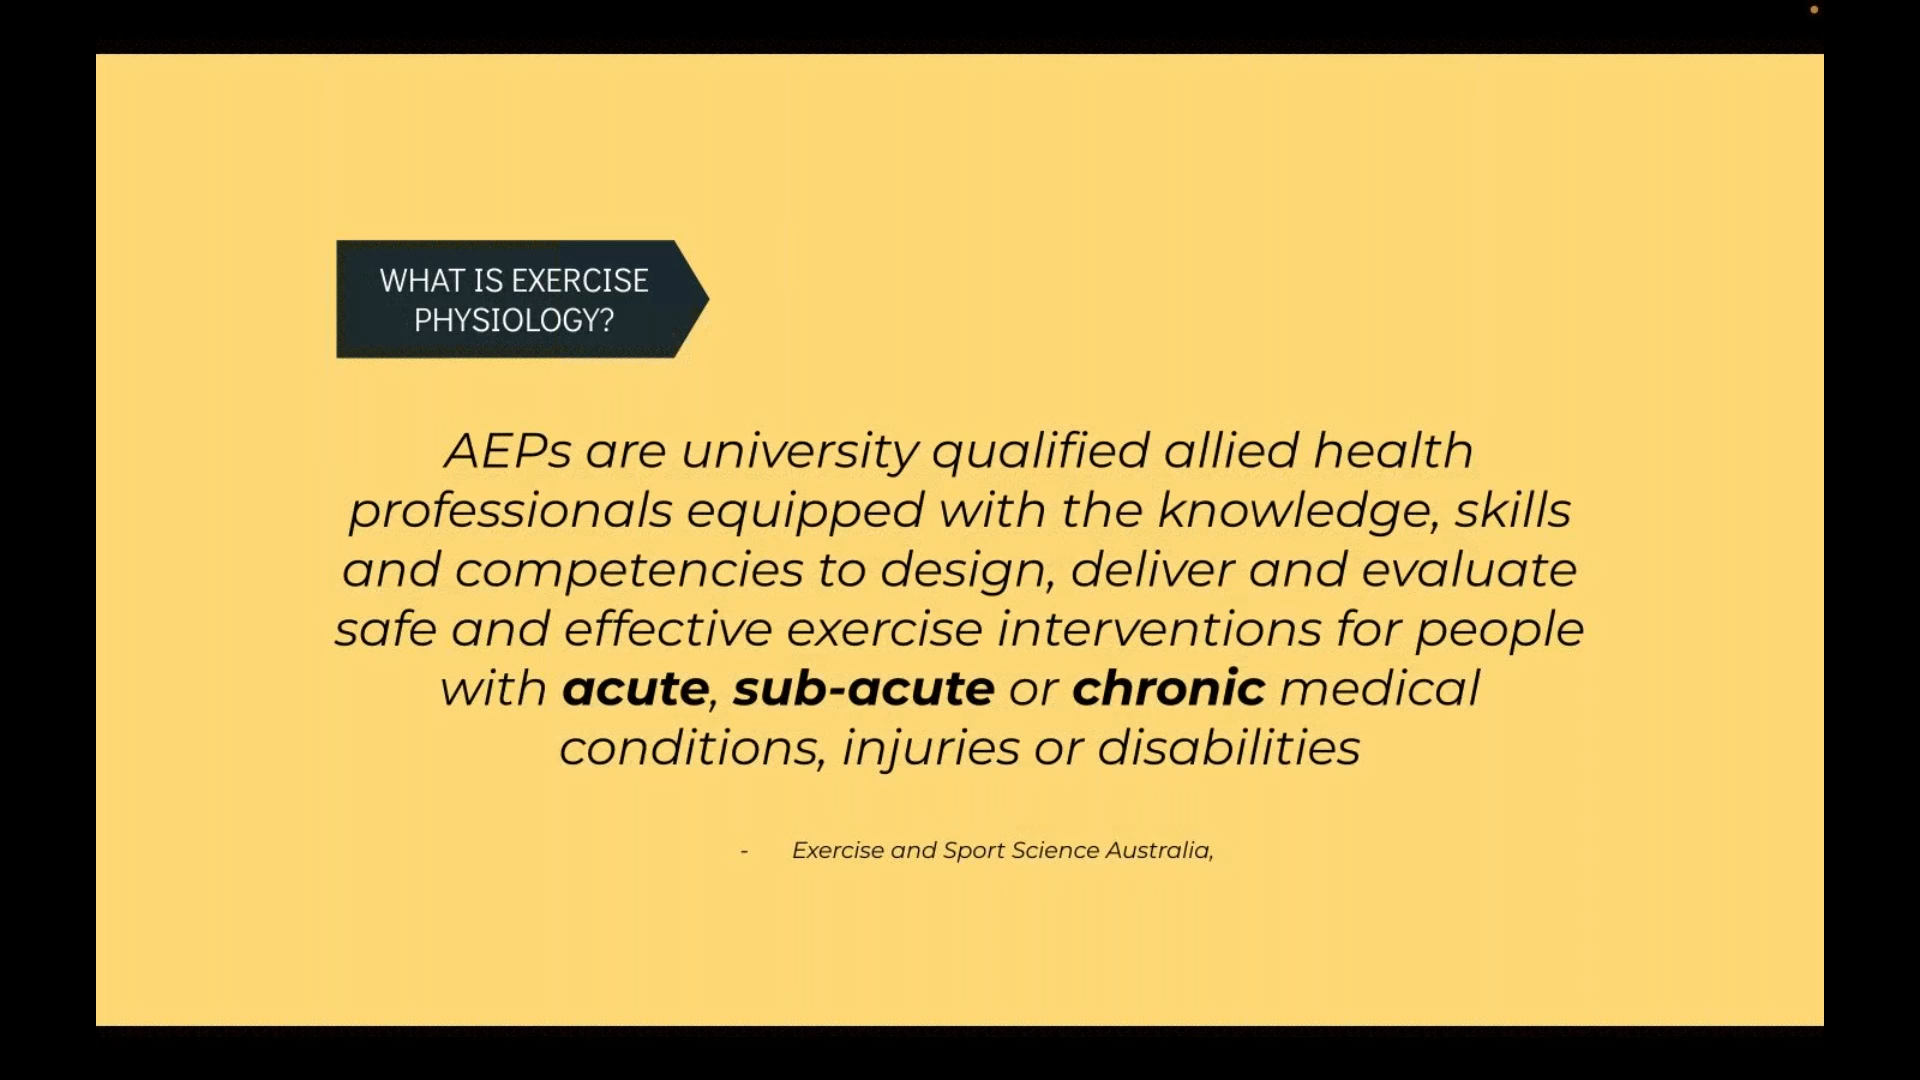 WHAT IS EXERCISE
PHYSIOLOGY?
AEPs are university qualified allied health
professionals equipped with the knowledge, skills
and competencies to design, deliver and evaluate
safe and effective exercise interventions for people
with acute, sub-acute or chronic medical
conditions, injuries or disabilities
- Exercise and Sport Science Australia,